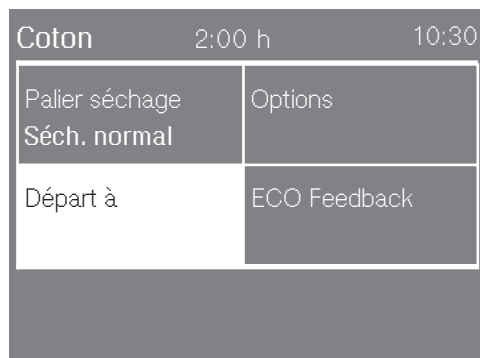 Coton 2:00 h 10:30
Palier séchage Options
Séch. normal
Départ à ECO Feedback